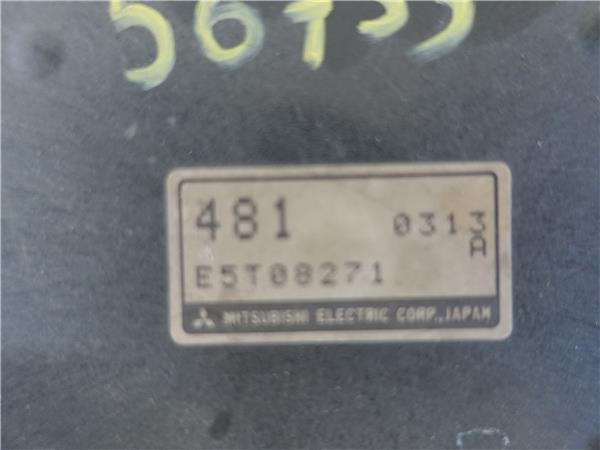 481 0313
D
E5T08271
MITSUBISHI ELECTRIC CORP., JAPAN